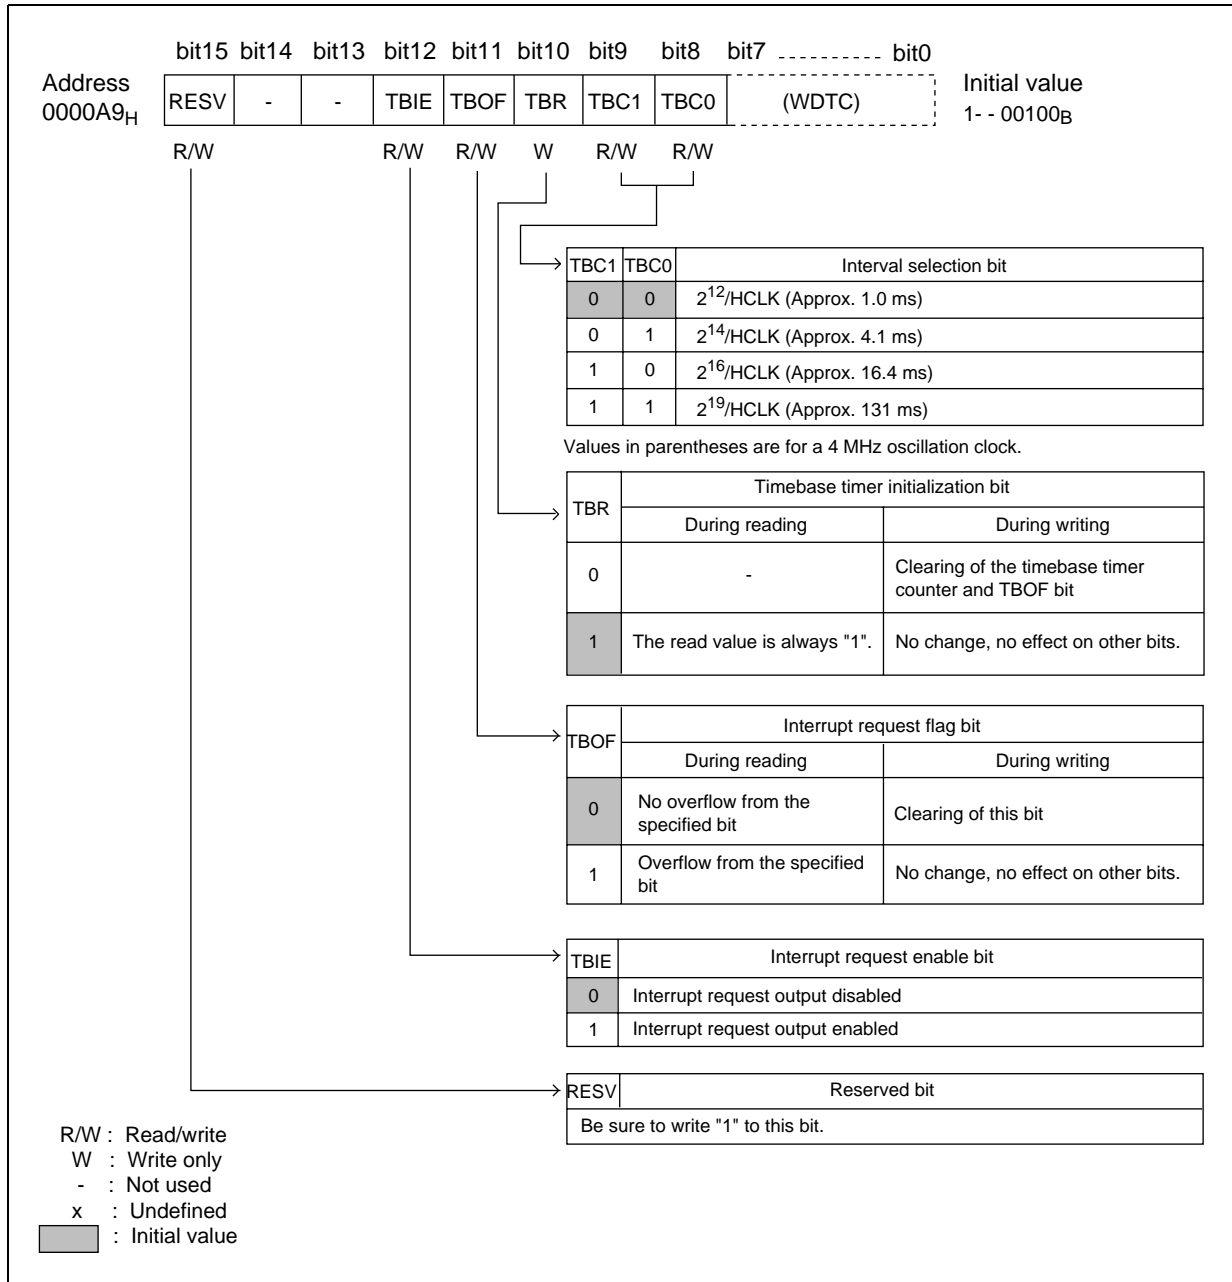 bit15 bit14 bit13 bit12 bit11 bit10 bit9 bit8 bit7 ---------- bit0
Address
0000A9H
RESV - - TBIE TBOF TBR TBC1 TBC0 (WDTC)
Initial value
1- - 00100B
R/W R/W R/W W R/W R/W
TBC1 TBC0 Interval selection bit
0 0 2^12/HCLK (Approx. 1.0 ms)
0 1 2^14/HCLK (Approx. 4.1 ms)
1 0 2^16/HCLK (Approx. 16.4 ms)
1 1 2^19/HCLK (Approx. 131 ms)
Values in parentheses are for a 4 MHz oscillation clock.
TBR Timebase timer initialization bit
During reading During writing
0 - Clearing of the timebase timer
counter and TBOF bit
1 The read value is always "1". No change, no effect on other bits.
TBOF Interrupt request flag bit
During reading During writing
0 No overflow from the
specified bit
Clearing of this bit
1 Overflow from the specified
bit
No change, no effect on other bits.
TBIE Interrupt request enable bit
0 Interrupt request output disabled
1 Interrupt request output enabled
RESV Reserved bit
Be sure to write "1" to this bit.
R/W : Read/write
W : Write only
- : Not used
x : Undefined
: Initial value